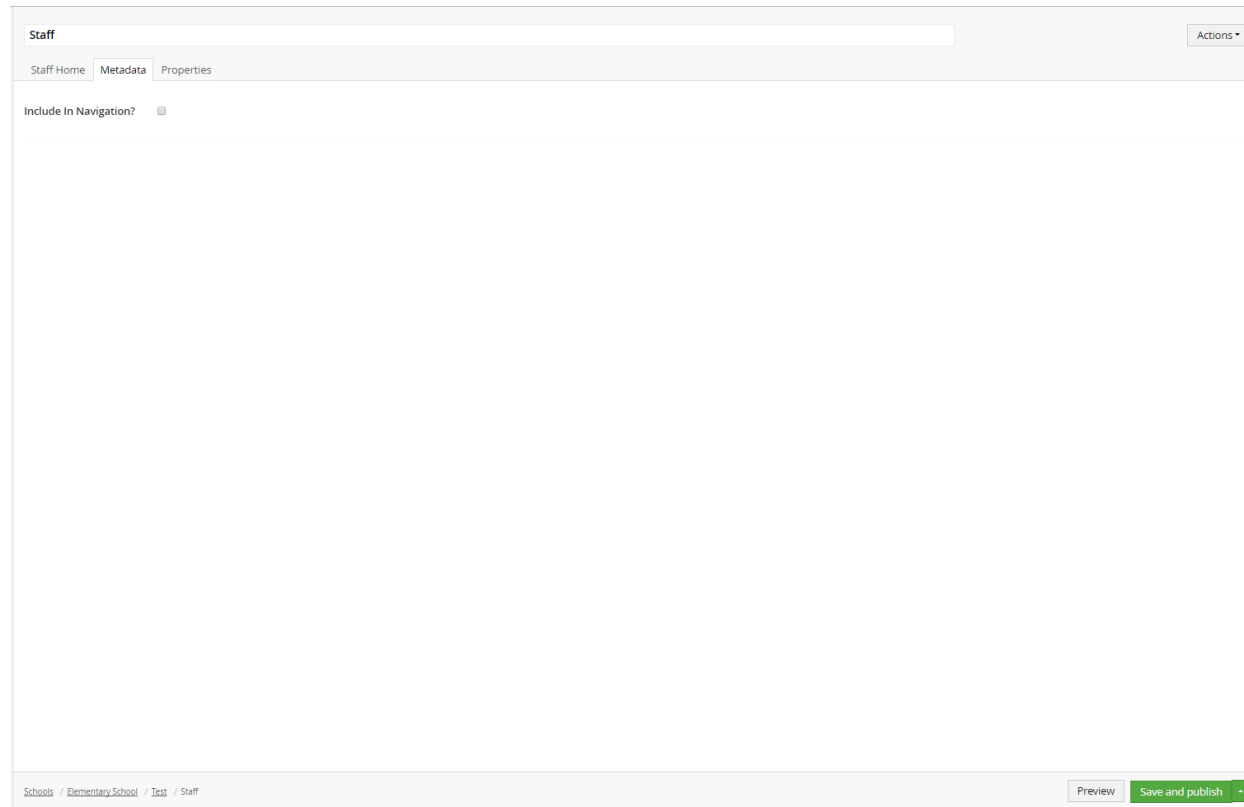 Staff
Actions
Staff Home Metadata Properties
Include In Navigation?
Schools / Elementary School / Test / Staff
Preview Save and publish